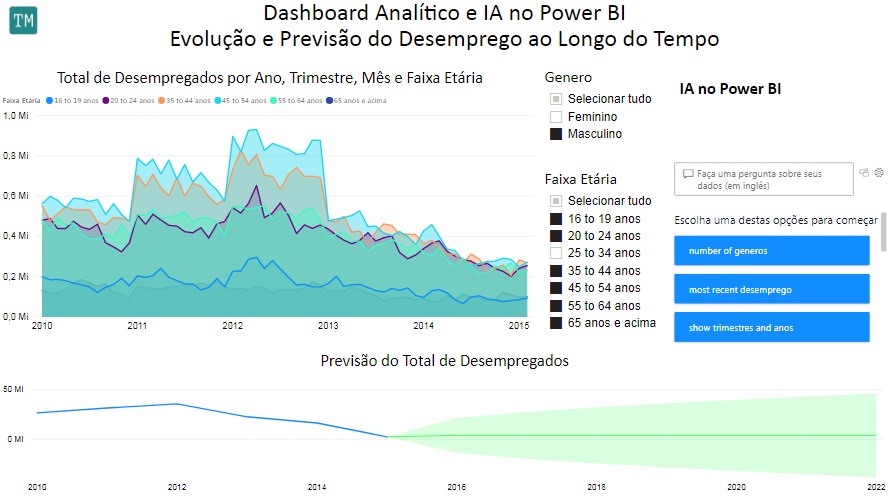 TM
Dashboard Analítico e IA no Power BI
Evolução e Previsão do Desemprego ao Longo do Tempo
Total de Desempregados por Ano, Trimestre, Mês e Faixa Etária
Faixa Etária 16 to 19 anos 20 to 24 anos 35 to 44 anos 45 to 54 anos 55 to 64 anos 65 anos e acima
1,0 Mi
0,8 Mi
0,6 Mi
0,4 Mi
0,2 Mi
0,0 Mi
2010 2011 2012 2013 2014 2015
Genero
Selecionar tudo
Feminino
Masculino
Faixa Etária
Selecionar tudo
16 to 19 anos
20 to 24 anos
25 to 34 anos
35 to 44 anos
45 to 54 anos
55 to 64 anos
65 anos e acima
IA no Power BI
Faça uma pergunta sobre seus
dados (em inglês)
Escolha uma destas opções para começar
number of generos
most recent desemprego
show trimestres and anos
Previsão do Total de Desempregados
50 Mi
0 Mi
2010 2012 2014 2016 2018 2020 2022